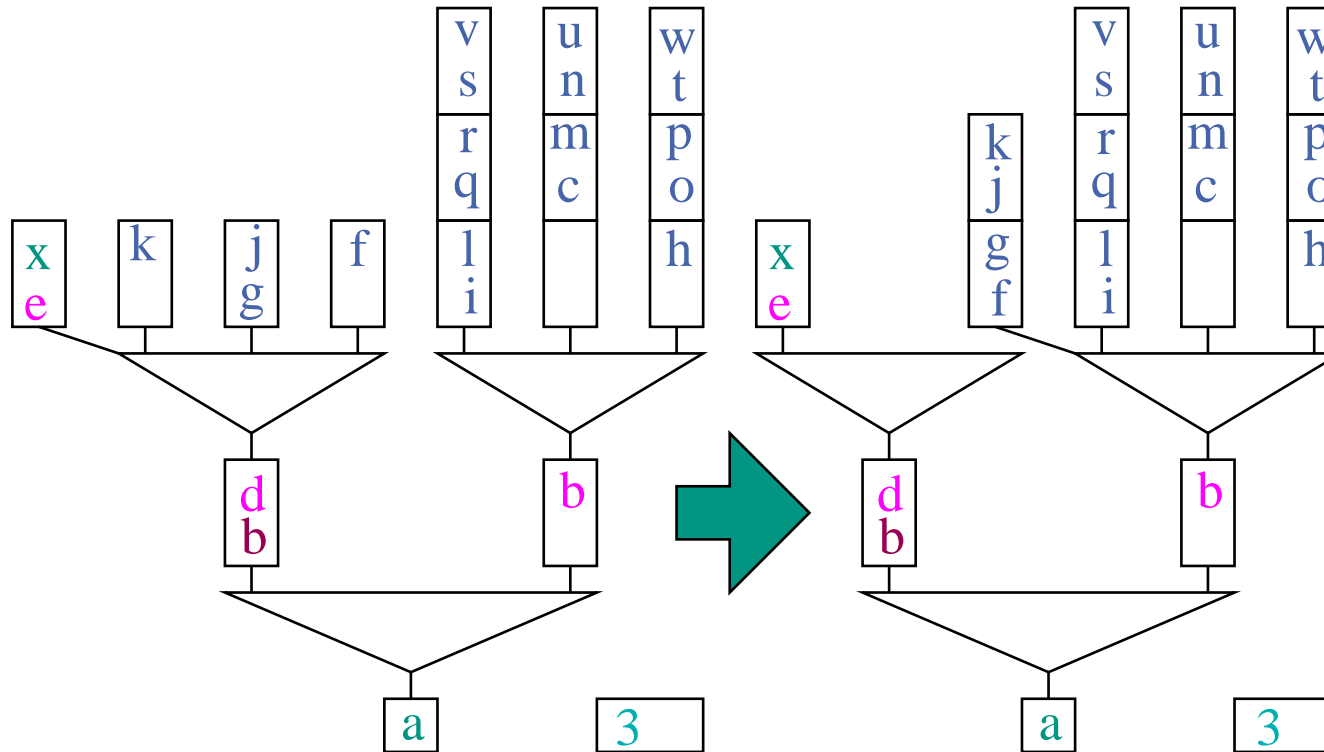 v u w v u w
s n t s n t
r m p k r m p
q c o j q c o
x k j f l h x g l h
e g i e f i
d b d b
b b
a 3 a 3